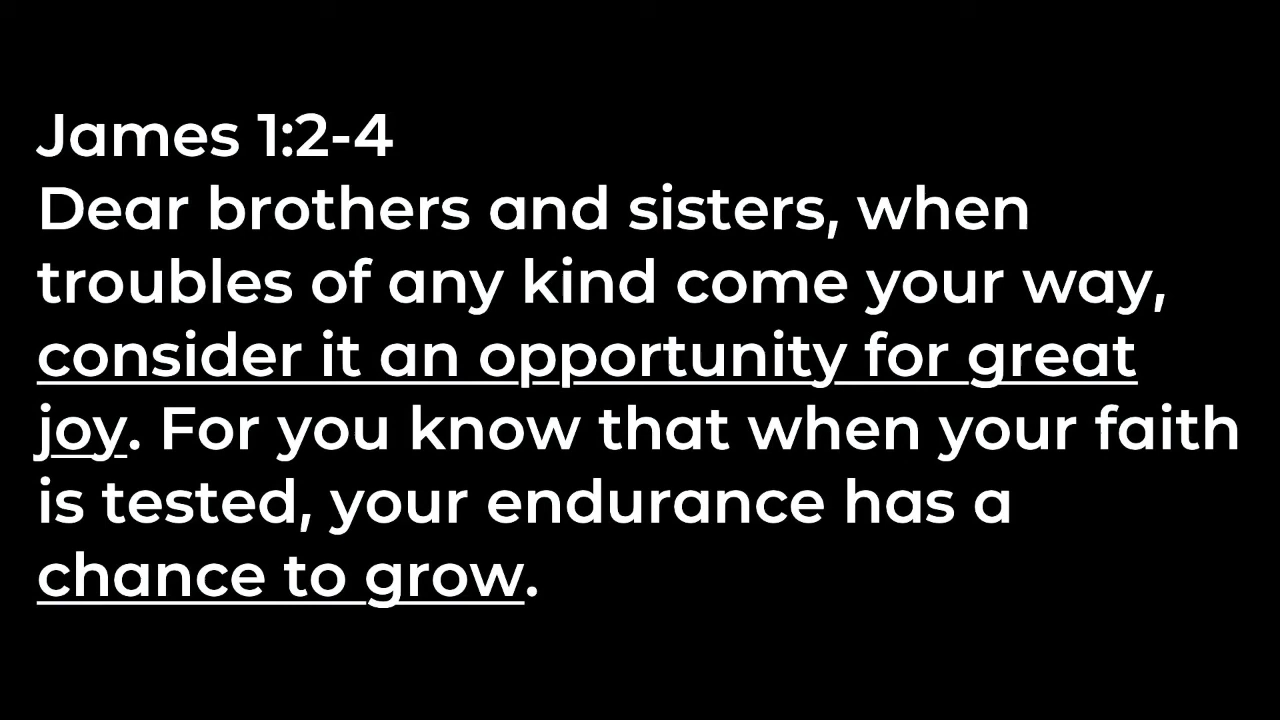 James 1:2-4
Dear brothers and sisters, when
troubles of any kind come your way,
consider it an opportunity for great
joy. For you know that when your faith
is tested, your endurance has a
chance to grow.